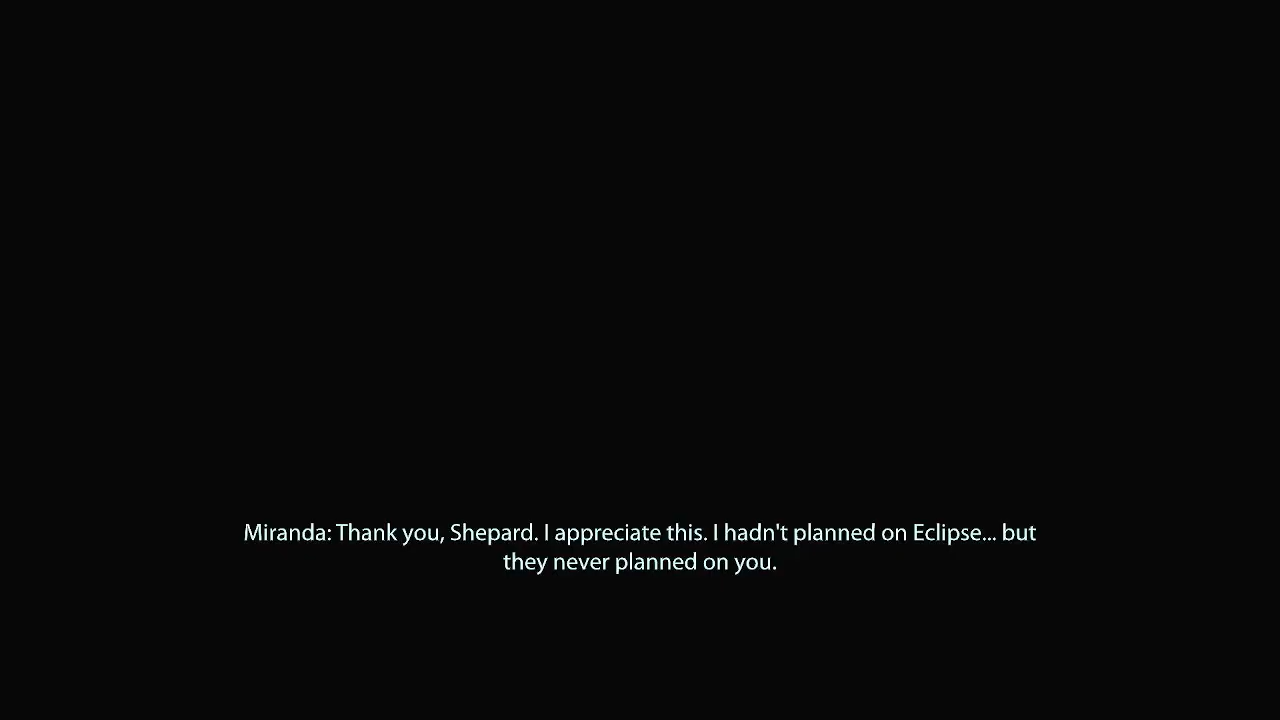 Miranda: Thank you, Shepard. I appreciate this. I hadn't planned on Eclipse... but
they never planned on you.